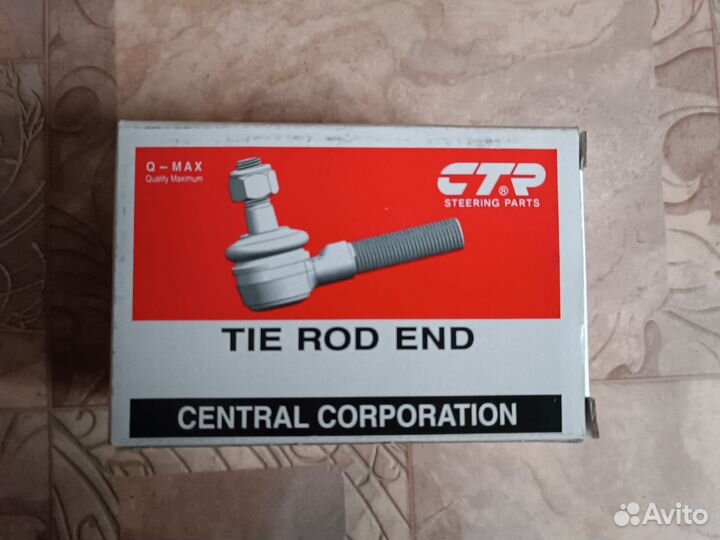 Q-MAX
Quality Maximum
CTR®
STEERING PARTS
TIE ROD END
CENTRAL CORPORATION
Avito